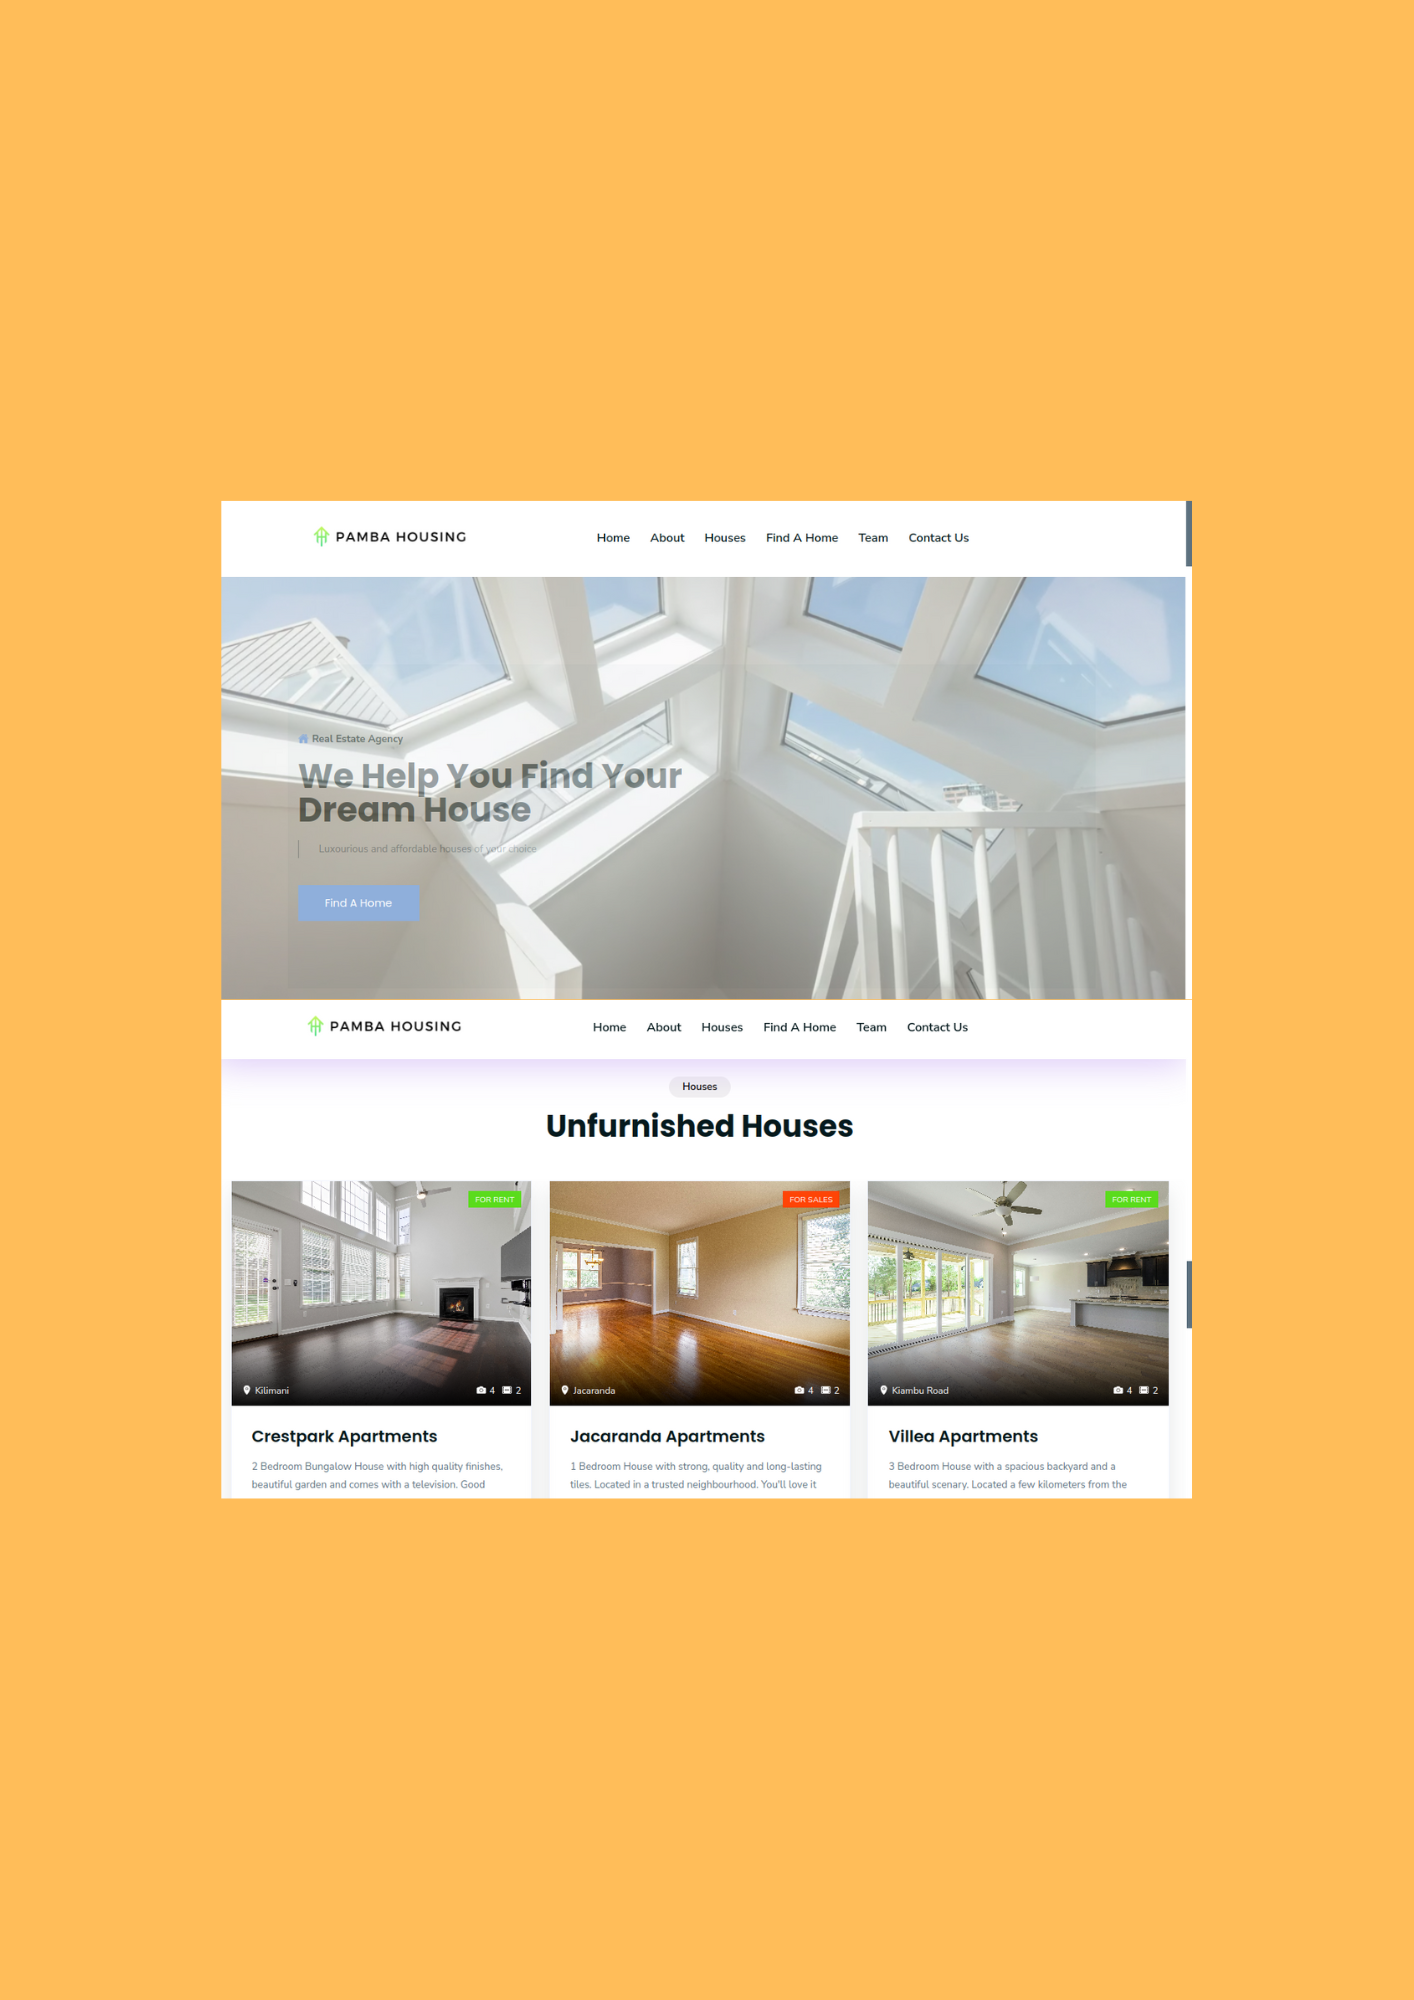 PAMBA HOUSING
Home About Houses Find A Home Team Contact Us
Real Estate Agency
We Help You Find Your
Dream House
Luxourious and affordable houses of your choice
Find A Home
PAMBA HOUSING
Home About Houses Find A Home Team Contact Us
Houses
Unfurnished Houses
FOR RENT
Kilimani 4 2
Crestpark Apartments
2 Bedroom Bungalow House with high quality finishes,
beautiful garden and comes with a television. Good
FOR SALES
Jacaranda 4 2
Jacaranda Apartments
1 Bedroom House with strong, quality and long-lasting
tiles. Located in a trusted neighbourhood. You'll love it
FOR RENT
Kiambu Road 4 2
Villea Apartments
3 Bedroom House with a spacious backyard and a
beautiful scenary. Located a few kilometers from the